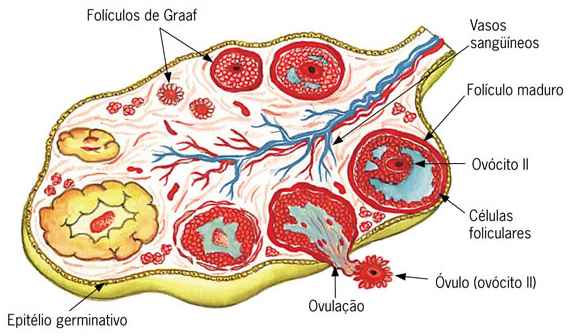 Folículos de Graaf
Vasos
sangüíneos
Folículo maduro
Ovócito II
Células
foliculares
Óvulo (ovócito II)
Ovulação
Epitélio germinativo